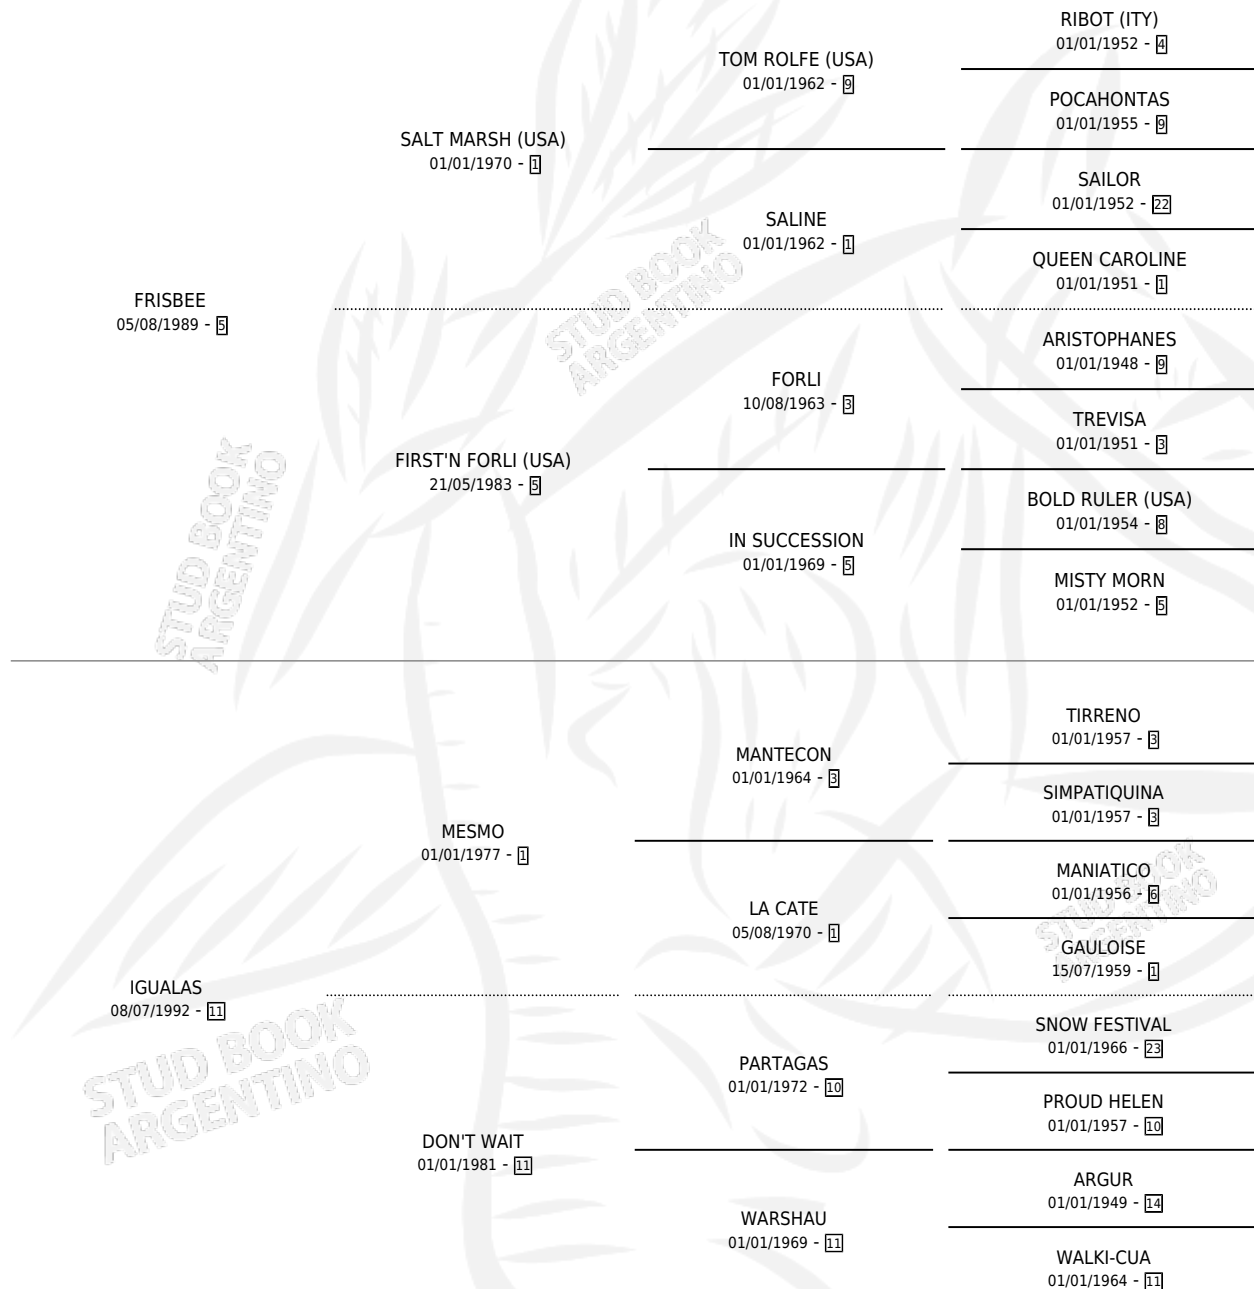 RIBOT (ITY)
01/01/1952 - 4
TOM ROLFE (USA)
01/01/1962 - 9
POCAHONTAS
01/01/1955 - 9
SALT MARSH (USA)
01/01/1970 - 1
SAILOR
01/01/1952 - 22
SALINE
01/01/1962 - 1
QUEEN CAROLINE
01/01/1951 - 1
FRISBEE
05/08/1989 - 5
ARISTOPHANES
01/01/1948 - 9
FORLI
10/08/1963 - 3
TREVISA
01/01/1951 - 3
FIRST'N FORLI (USA)
21/05/1983 - 5
BOLD RULER (USA)
01/01/1954 - 8
IN SUCCESSION
01/01/1969 - 5
MISTY MORN
01/01/1952 - 5
STUD BOOK
ARGENTINO
STUD BOOK
ARGENTINO
TIRRENO
01/01/1957 - 3
MANTECON
01/01/1964 - 3
SIMPATIQUINA
01/01/1957 - 3
MESMO
01/01/1977 - 1
MANIATICO
01/01/1956 - 6
LA CATE
05/08/1970 - 1
GAULOISE
15/07/1959 - 1
IGUALAS
08/07/1992 - 11
SNOW FESTIVAL
01/01/1966 - 23
PARTAGAS
01/01/1972 - 10
PROUD HELEN
01/01/1957 - 10
DON'T WAIT
01/01/1981 - 11
ARGUR
01/01/1949 - 14
WARSHAU
01/01/1969 - 11
WALKI-CUA
01/01/1964 - 11
STUD BOOK
ARGENTINO
STUD BOOK
ARGENTINO